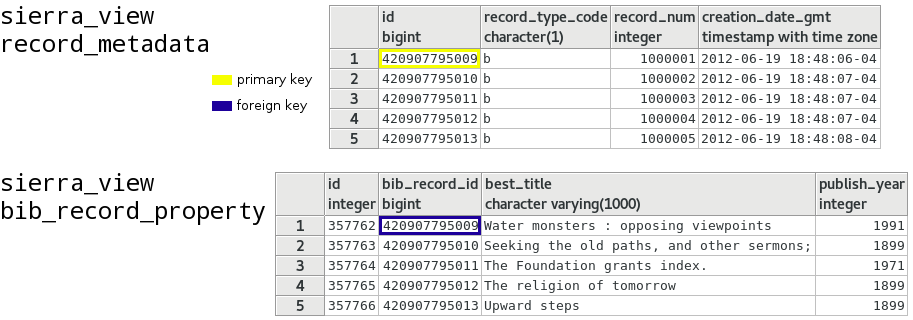 sierra_view
record_metadata
primary key
foreign key
id record_type_code record_num creation_date_gmt
bigint character(1) integer timestamp with time zone
1 420907795009 b 1000001 2012-06-19 18:48:06-04
2 420907795010 b 1000002 2012-06-19 18:48:07-04
3 420907795011 b 1000003 2012-06-19 18:48:07-04
4 420907795012 b 1000004 2012-06-19 18:48:07-04
5 420907795013 b 1000005 2012-06-19 18:48:08-04
sierra_view
bib_record_property
id bib_record_id best_title publish_year
integer bigint character varying(1000) integer
1 357762 420907795009 Water monsters : opposing viewpoints 1991
2 357763 420907795010 Seeking the old paths, and other sermons; 1899
3 357764 420907795011 The Foundation grants index. 1971
4 357765 420907795012 The religion of tomorrow 1899
5 357766 420907795013 Upward steps 1899